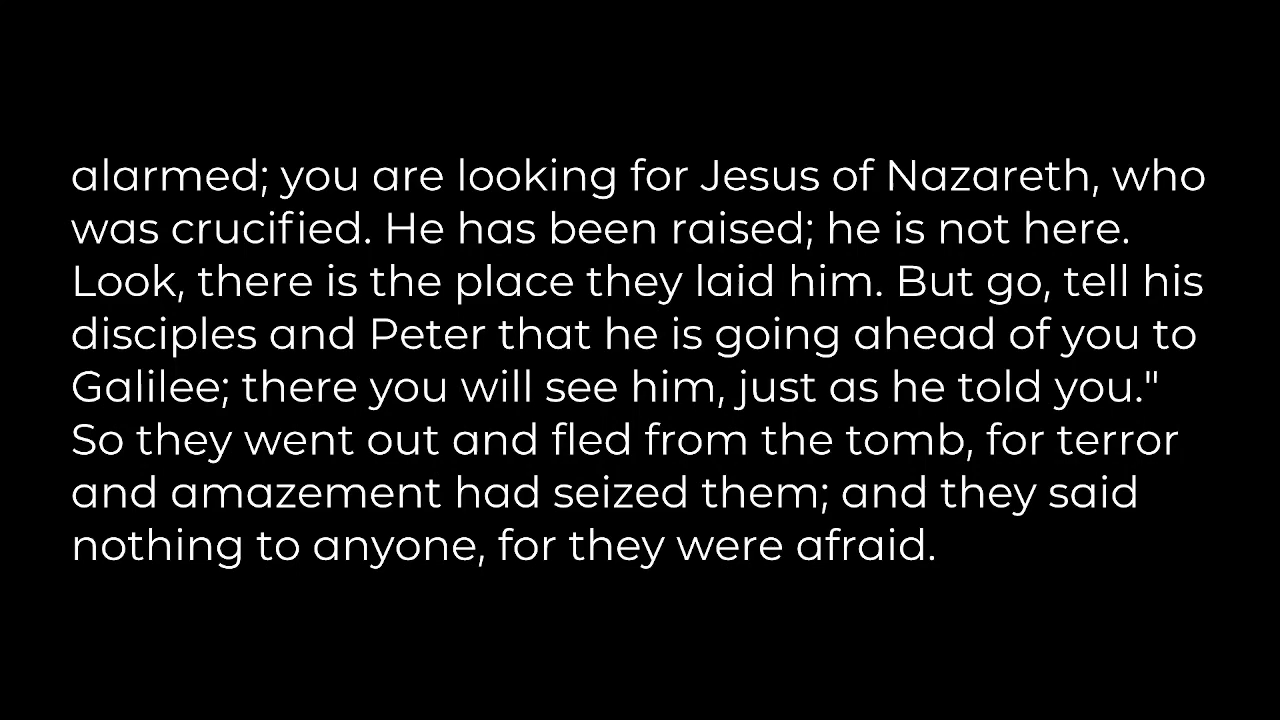 alarmed; you are looking for Jesus of Nazareth, who
was crucified. He has been raised; he is not here.
Look, there is the place they laid him. But go, tell his
disciples and Peter that he is going ahead of you to
Galilee; there you will see him, just as he told you."
So they went out and fled from the tomb, for terror
and amazement had seized them; and they said
nothing to anyone, for they were afraid.